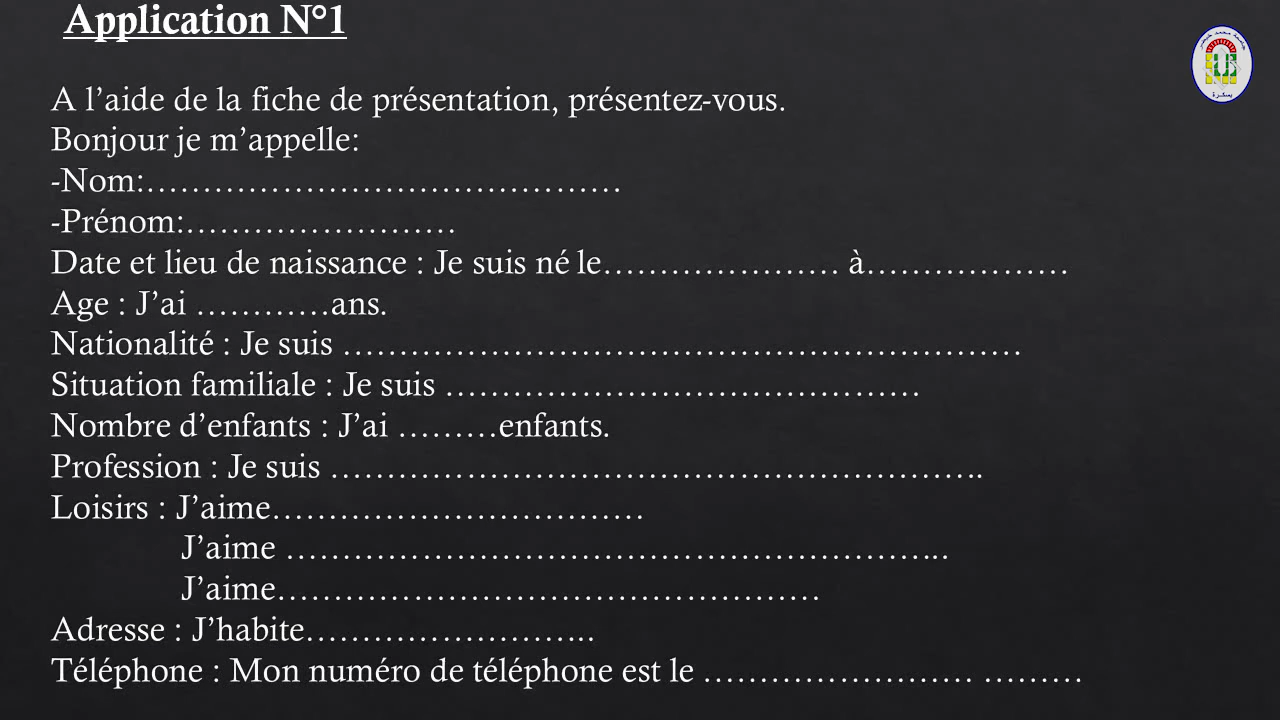 Application N°1
A l’aide de la fiche de présentation, présentez-vous.
Bonjour je m’appelle:
-Nom:……………………………………
-Prénom:……………………
Date et lieu de naissance : Je suis né le………………… à………………
Age : J’ai …………ans.
Nationalité : Je suis ……………………………………………………
Situation familiale : Je suis ……………………………………
Nombre d’enfants : J’ai ………enfants.
Profession : Je suis ………………………………………………….
Loisirs : J’aime……………………………
J’aime …………………………………………………..
J’aime…………………………………………
Adresse : J’habite……………………..
Téléphone : Mon numéro de téléphone est le …………………… ………